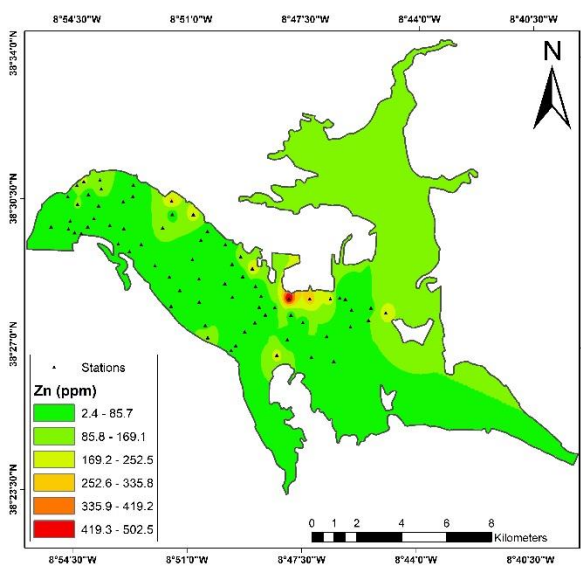 8°54'30"W 8°51'0"W 8°47'30"W 8°44'0"W 8°40'30"W
38°34'0"N
N
38°30'30"N
38°27'0"N
38°23'30"N
Stations
Zn (ppm)
2.4 - 85.7
85.8 - 169.1
169.2 - 252.5
252.6 - 335.8
335.9 - 419.2
419.3 - 502.5
0 1 2 4 6 8
Kilometers
8°54'30"W 8°51'0"W 8°47'30"W 8°44'0"W 8°40'30"W